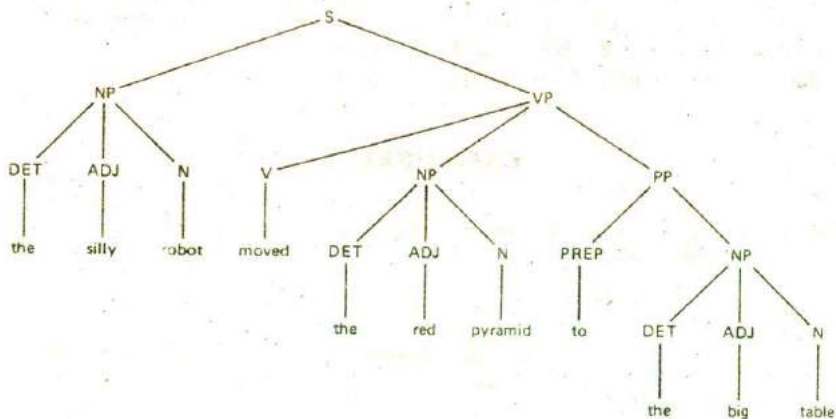 S
NP VP
DET ADJ N V NP PP
the silly robot moved DET ADJ N PREP NP
the red pyramid to DET ADJ N
the big table